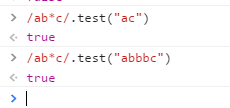 > /ab*c/.test("ac")
< true
> /ab*c/.test("abbbc")
< true
>